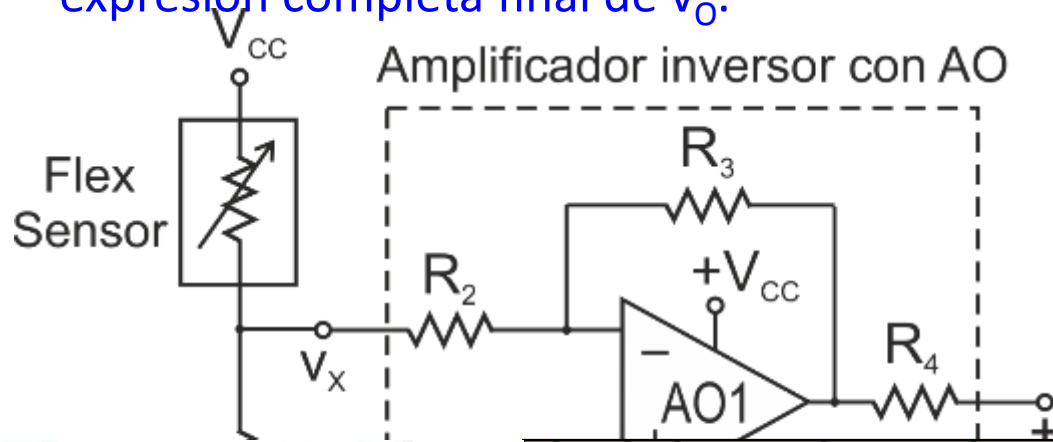 expresión completa final de vO.
VCC
Amplificador inversor con AO
R3
Flex
Sensor
+VCC
R2
R4
vX
−
AO1
+
+